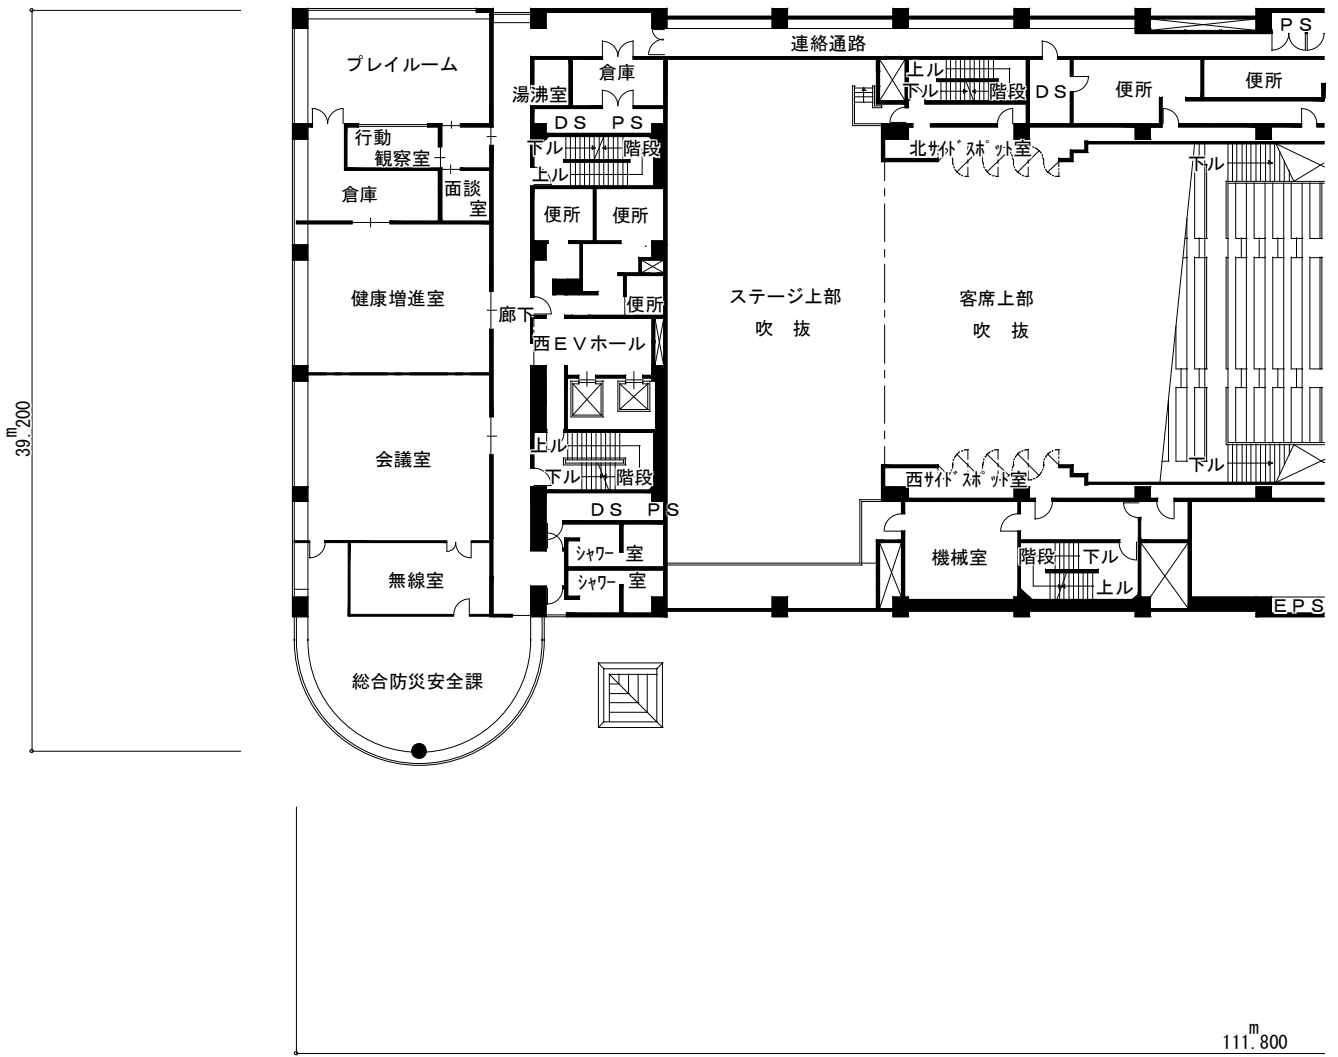 ＰＳ
連絡通路
プレイルーム
倉庫
上ル
下ル
階段
ＤＳ
便所
便所
湯沸室
ＤＳ ＰＳ
行動
観察室
下ル
階段
上ル
北ｻｲﾄﾞｽﾎﾟｯﾄ室
下ル
倉庫
面談
室
便所
便所
健康増進室
廊下
便所
ステージ上部
吹 抜
客席上部
吹 抜
西ＥＶホール
39.200
m
会議室
上ル
下ル
階段
西ｻｲﾄﾞｽﾎﾟｯﾄ室
下ル
ＤＳ ＰＳ
ｼｬﾜｰ 室
ｼｬﾜｰ 室
無線室
機械室
階段
下ル
上ル
ＥＰＳ
総合防災安全課
m
111.800